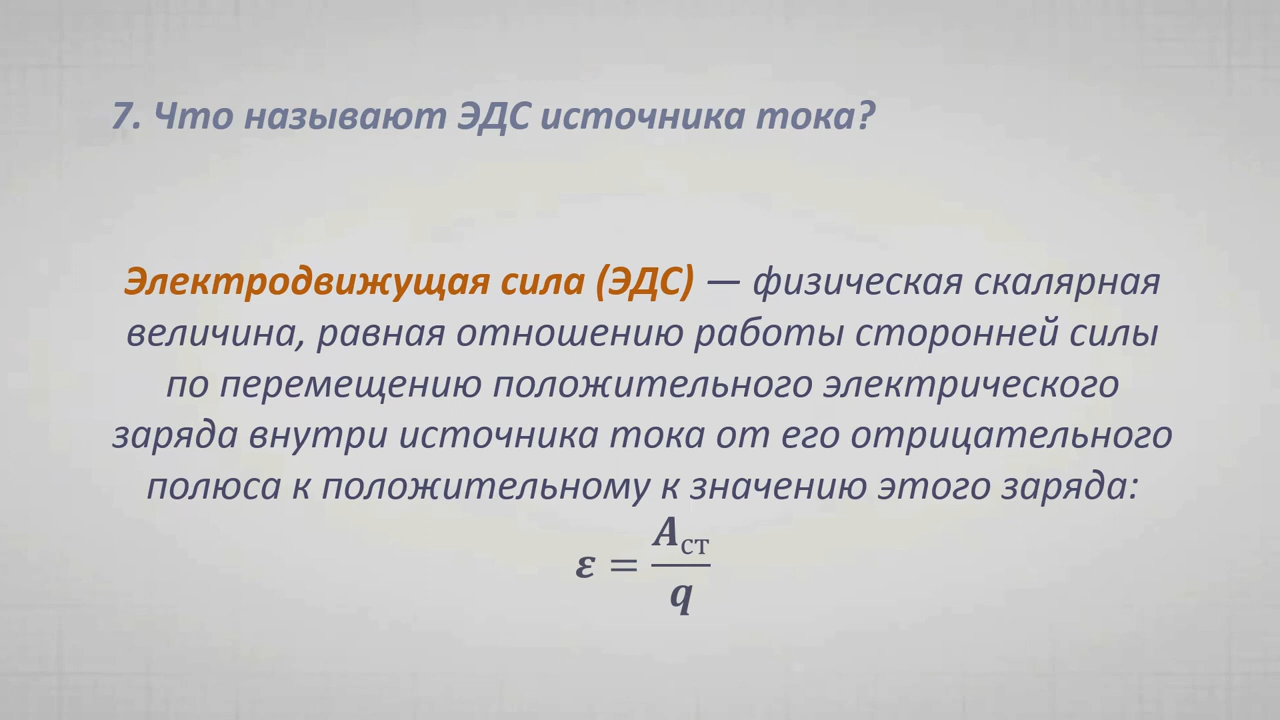 7. Что называют ЭДС источника тока?
Электродвижущая сила (ЭДС) — физическая скалярная
величина, равная отношению работы сторонней силы
по перемещению положительного электрического
заряда внутри источника тока от его отрицательного
полюса к положительному к значению этого заряда:
ε = Aст / q